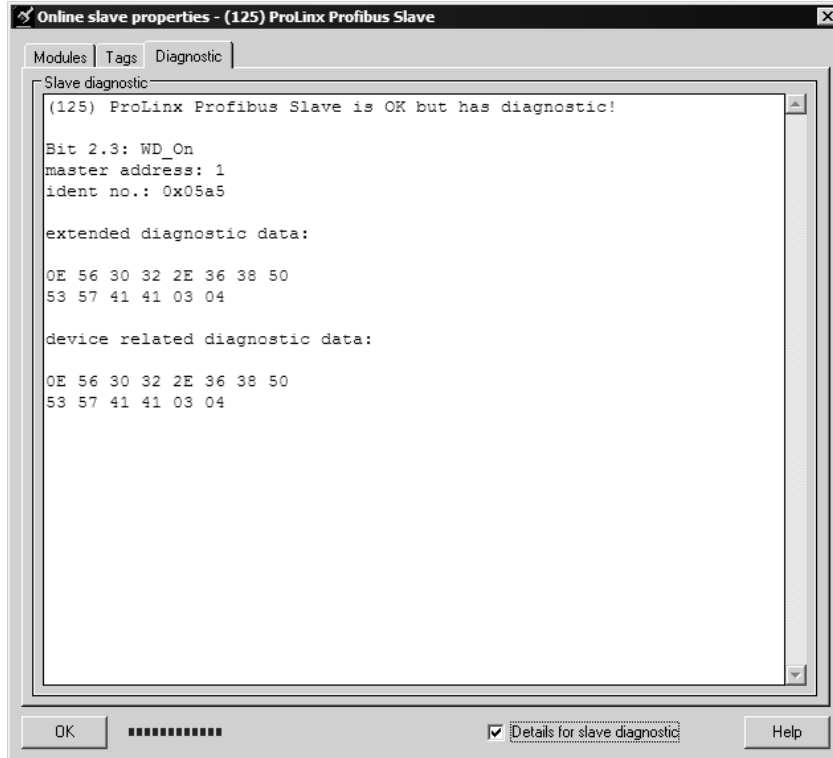 Online slave properties - (125) ProLinx Profibus Slave
Modules Tags Diagnostic
Slave diagnostic
(125) ProLinx Profibus Slave is OK but has diagnostic!
Bit 2.3: WD_On
master address: 1
ident no.: 0x05a5
extended diagnostic data:
0E 56 30 32 2E 36 38 50
53 57 41 41 03 04
device related diagnostic data:
0E 56 30 32 2E 36 38 50
53 57 41 41 03 04
OK Details for slave diagnostic Help